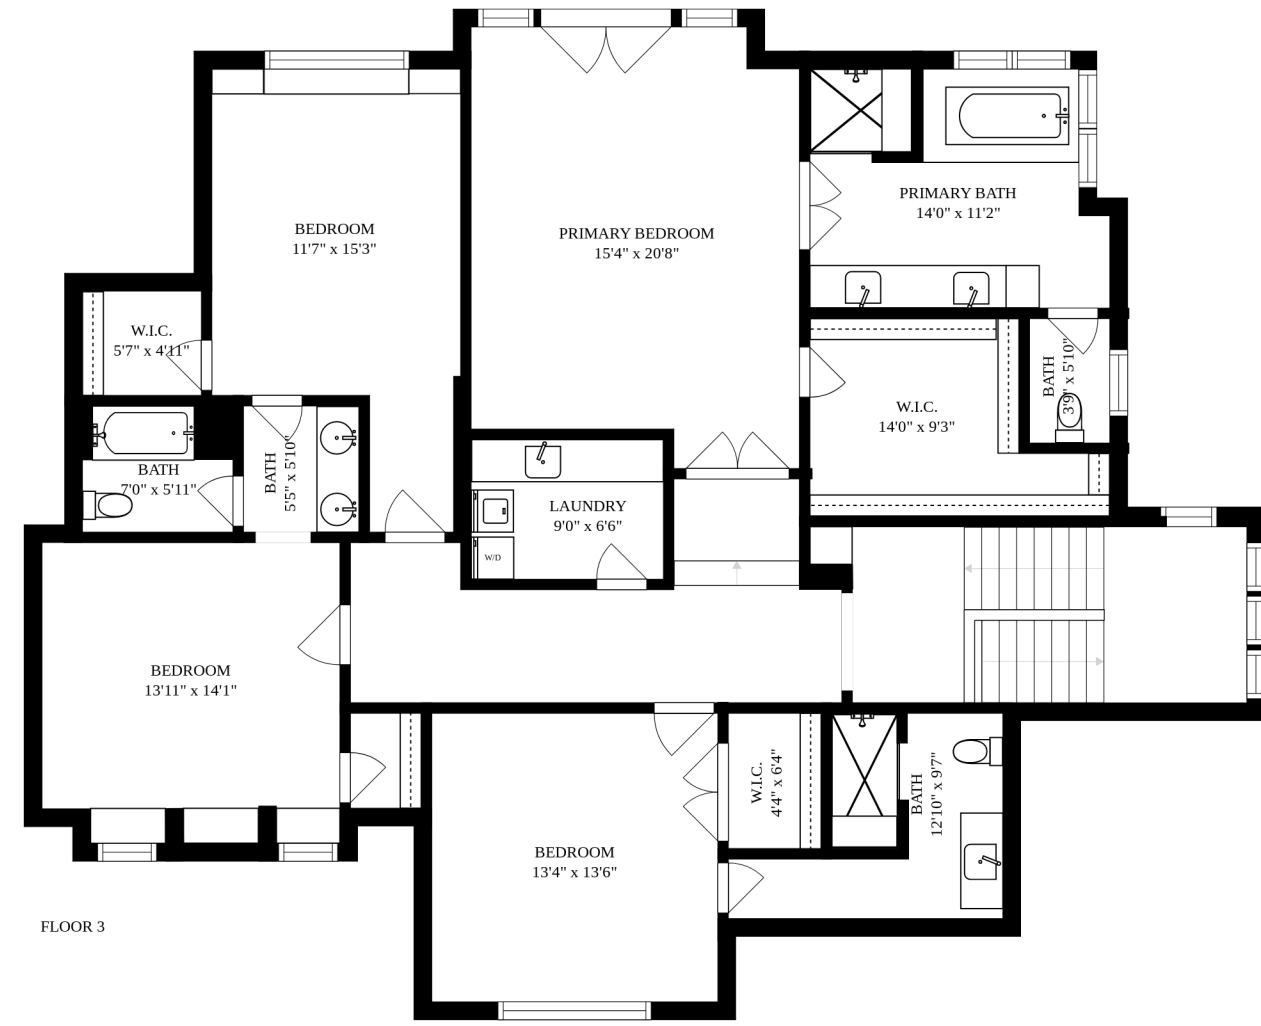 BEDROOM
11'7" x 15'3"
PRIMARY BEDROOM
15'4" x 20'8"
PRIMARY BATH
14'0" x 11'2"
W.I.C.
5'7" x 4'11"
BATH
3'9" x 5'10"
W.I.C.
14'0" x 9'3"
BATH
7'0" x 5'11"
BATH
5'5" x 5'10"
LAUNDRY
9'0" x 6'6"
W/D
BEDROOM
13'11" x 14'1"
W.I.C.
4'4" x 6'4"
BATH
12'10" x 9'7"
BEDROOM
13'4" x 13'6"
FLOOR 3